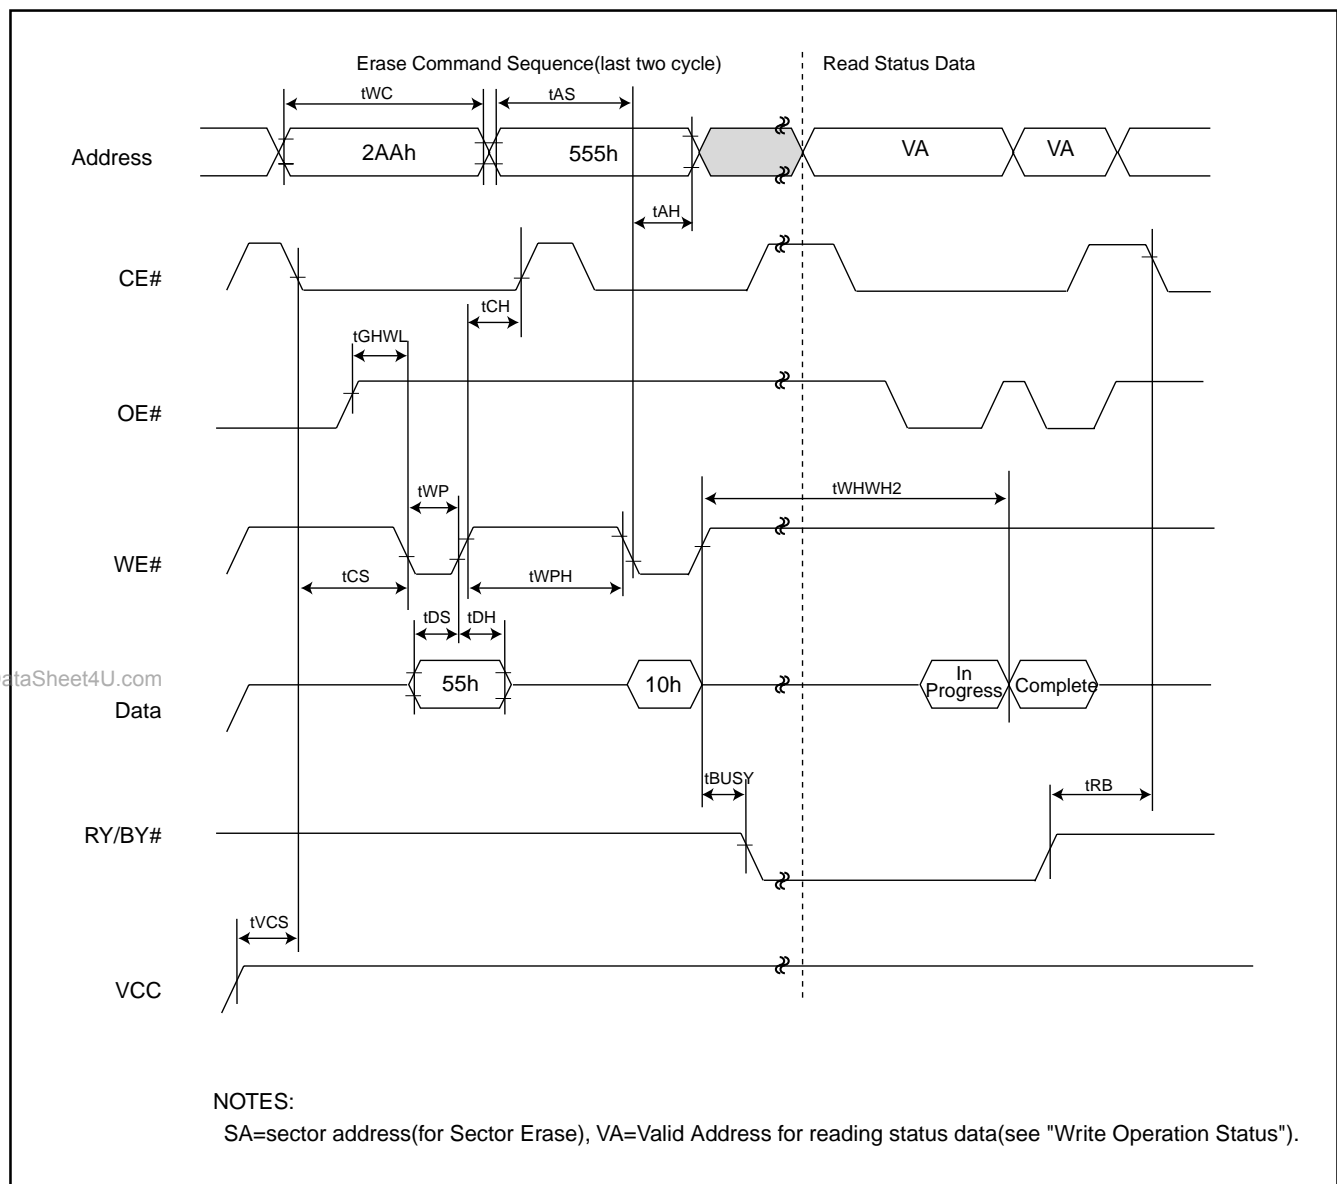 Erase Command Sequence(last two cycle)
Read Status Data
tWC
tAS
Address
2AAh
555h
VA
VA
tAH
CE#
tCH
tGHWL
OE#
tWP
tWHWH2
WE#
tCS
tWPH
tDS
tDH
ataSheet4U.com
55h
10h
In
Progress
Complete
Data
tBUSY
tRB
RY/BY#
tVCS
VCC
NOTES:
SA=sector address(for Sector Erase), VA=Valid Address for reading status data(see "Write Operation Status").